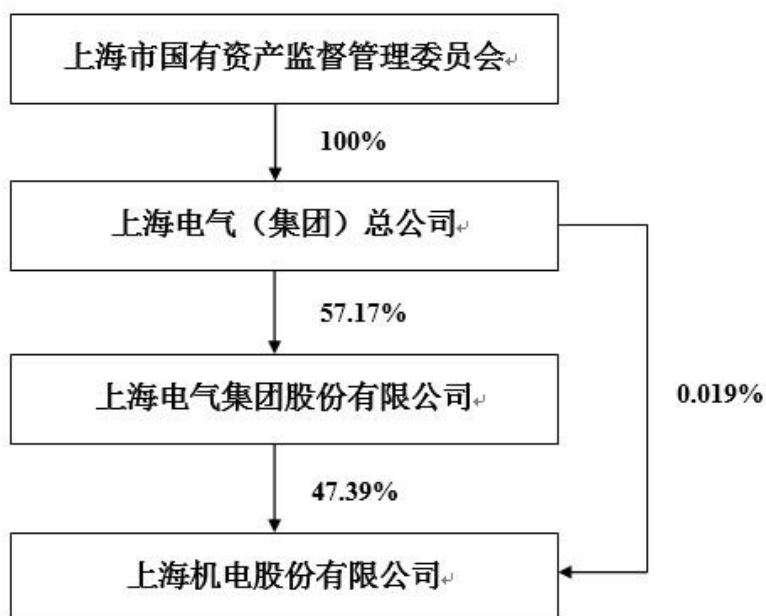 上海市国有资产监督管理委员会
100%
上海电气（集团）总公司
57.17%
上海电气集团股份有限公司
0.019%
47.39%
上海机电股份有限公司